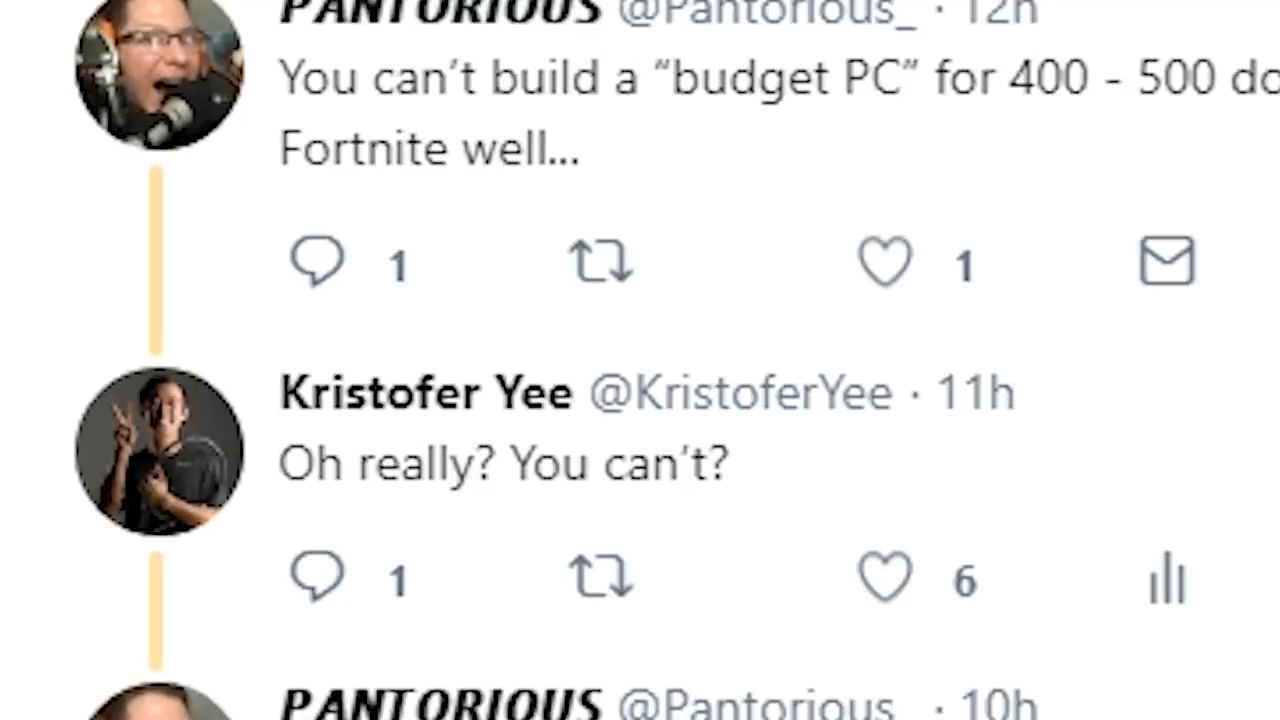 PANTORIOUS @Pantorious_ · 12h
You can’t build a “budget PC” for 400 - 500 do
Fortnite well...
1 1
Kristofer Yee @KristoferYee · 11h
Oh really? You can’t?
1 6
PANTORIOUS @Pantorious_ · 10h